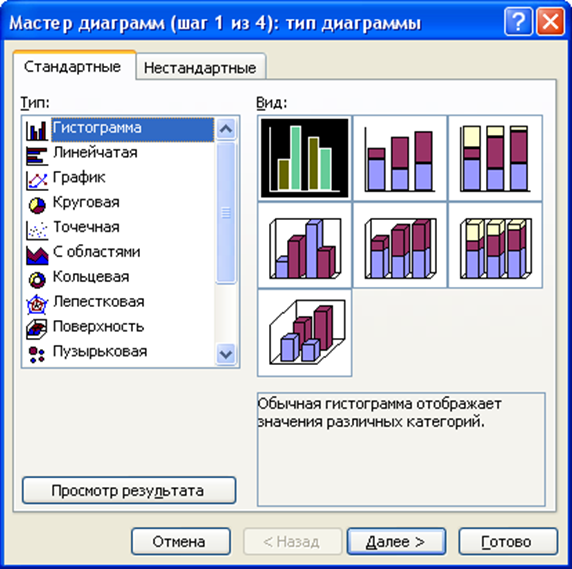 Мастер диаграмм (шаг 1 из 4): тип диаграммы
Стандартные
Нестандартные
Тип:
Гистограмма
Линейчатая
График
Круговая
Точечная
С областями
Кольцевая
Лепестковая
Поверхность
Пузырьковая
Вид:
Обычная гистограмма отображает
значения различных категорий.
Просмотр результата
Отмена
< Назад
Далее >
Готово